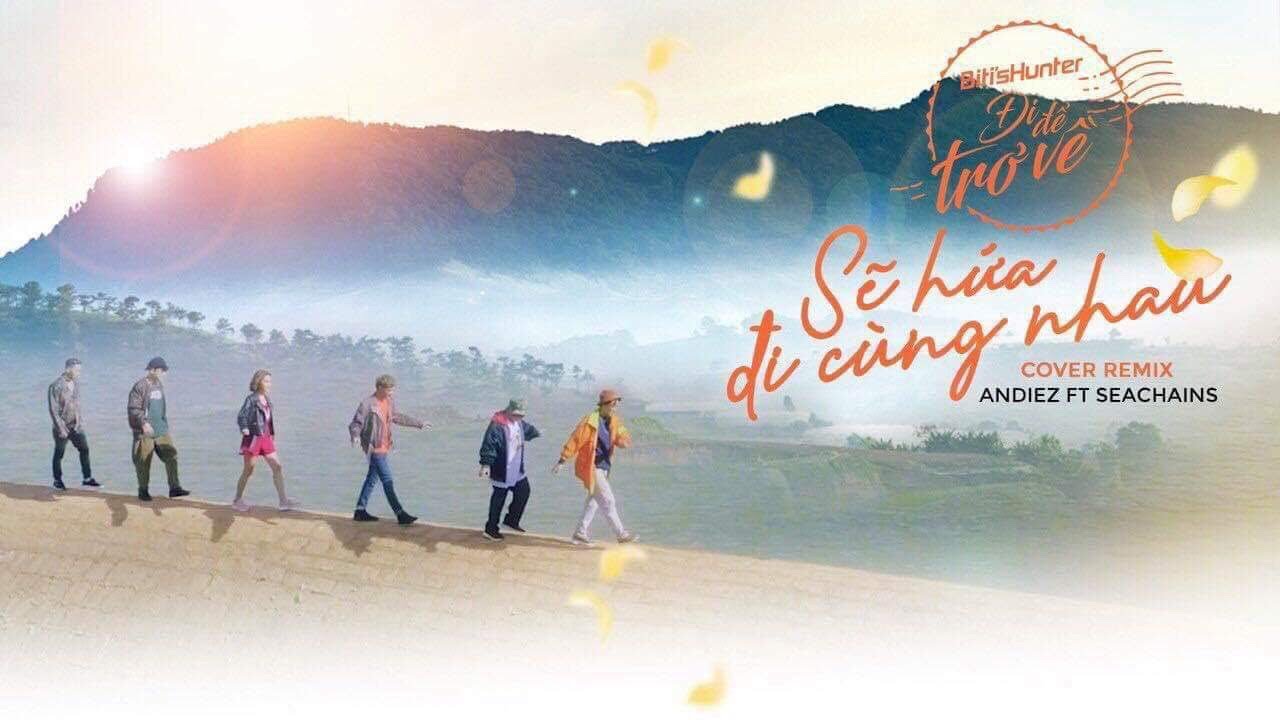 Biti'sHunter
Đi để
trở về
Sẽ hứa
đi cùng nhau
COVER REMIX
ANDIEZ FT SEACHAINS